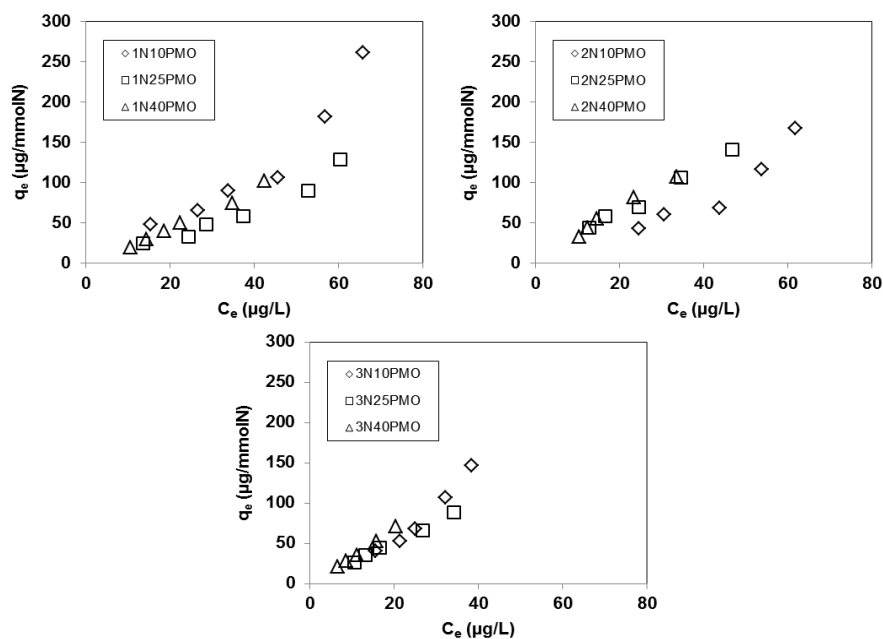 300
250
200
150
100
50
0
qe (µg/mmolN)
◇1N10PMO
□1N25PMO
△1N40PMO
0 20 40 60 80
Ce (µg/L)
300
250
200
150
100
50
0
qe (µg/mmolN)
◇2N10PMO
□2N25PMO
△2N40PMO
0 20 40 60 80
Ce (µg/L)
300
250
200
150
100
50
0
qe (µg/mmolN)
◇3N10PMO
□3N25PMO
△3N40PMO
0 20 40 60 80
Ce (µg/L)